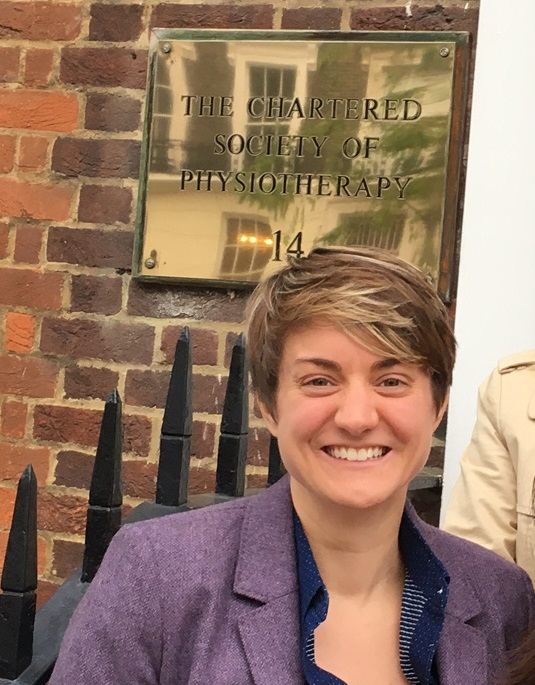 THE CHARTERED
SOCIETY OF
PHYSIOTHERAPY
14